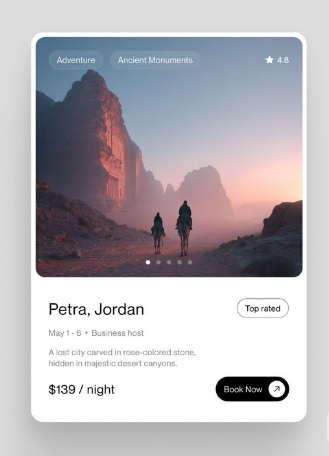 Adventure
Ancient Monuments
4.8
Petra, Jordan
Top rated
May 1 - 6 • Business host
A lost city carved in rose-colored stone,
hidden in majestic desert canyons.
$139 / night
Book Now